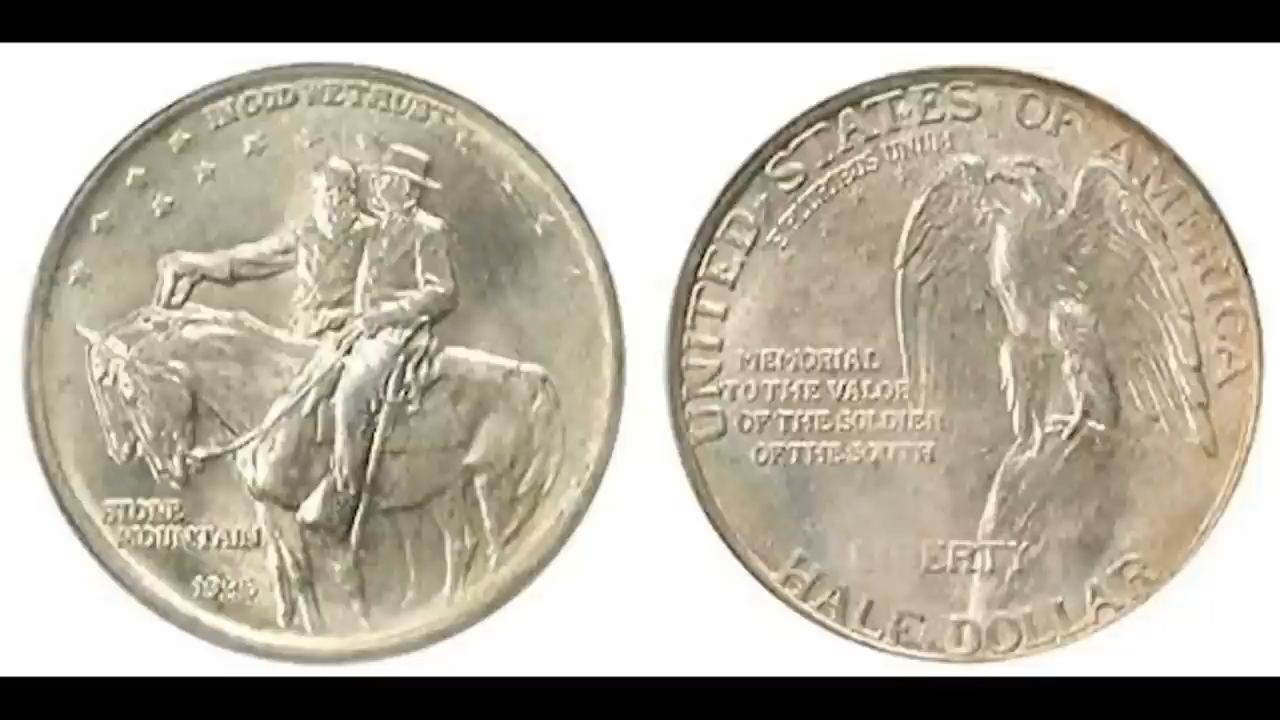 IN GOD WE TRUST
STONE
MOUNTAIN
UNITED STATES OF AMERICA
E PLURIBUS UNUM
MEMORIAL
TO THE VALOR
OF THE SOLDIER
OF THE SOUTH
LIBERTY
HALF DOLLAR